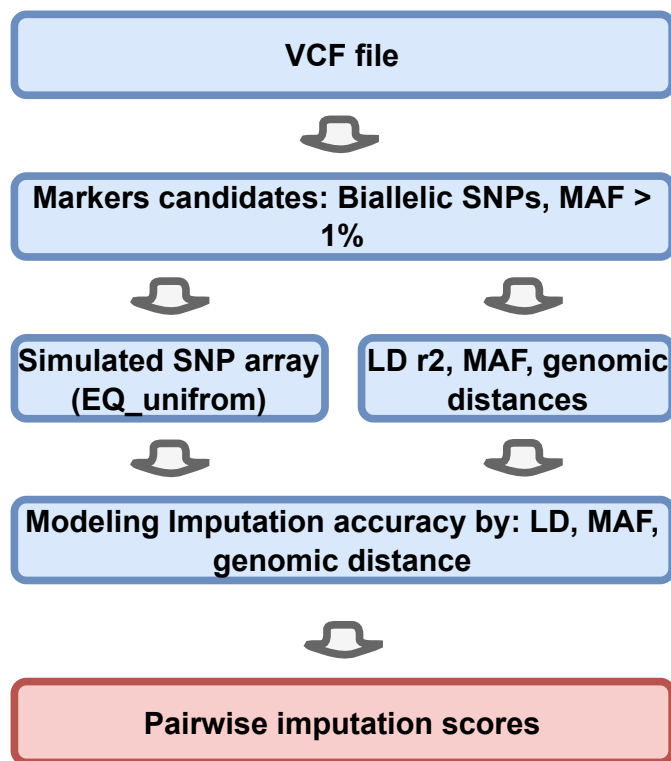 VCF file
Markers candidates: Biallelic SNPs, MAF >
1%
Simulated SNP array
(EQ_unifrom)
LD r2, MAF, genomic
distances
Modeling Imputation accuracy by: LD, MAF,
genomic distance
Pairwise imputation scores